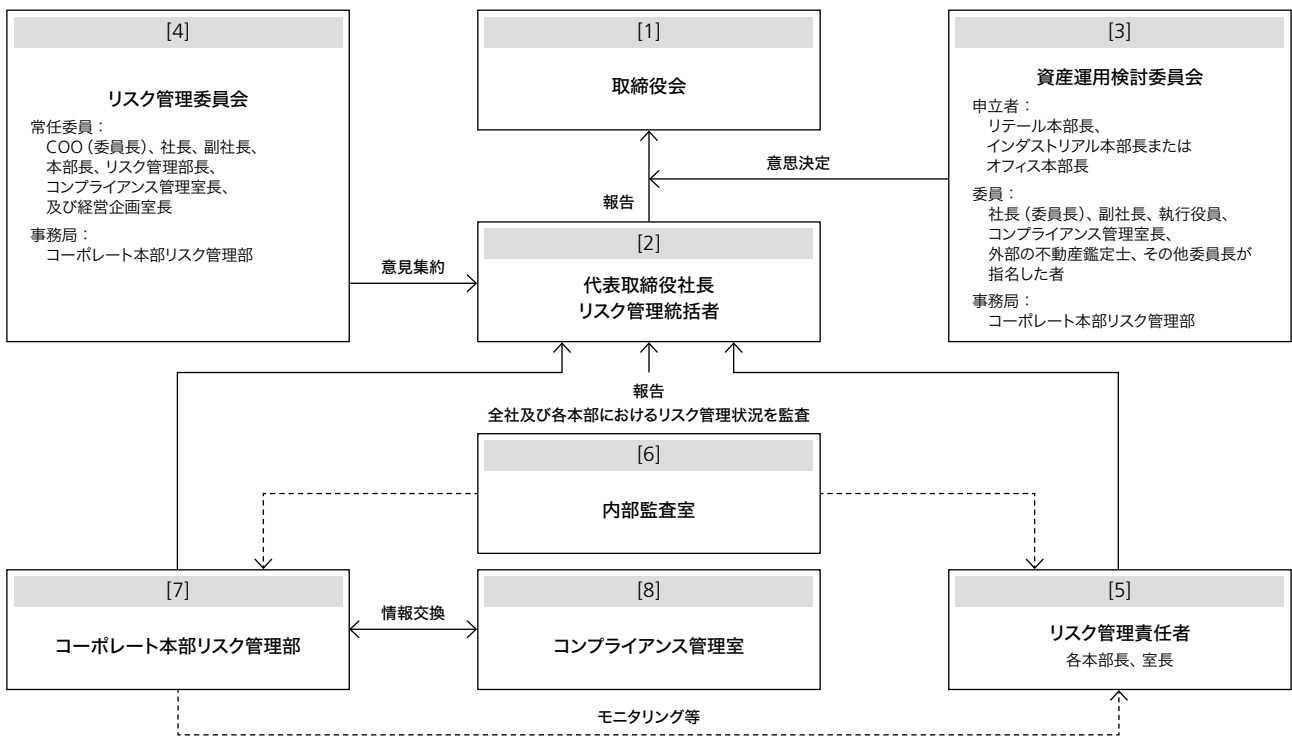 [4]
リスク管理委員会
常任委員：
COO（委員長）、社長、副社長、
本部長、リスク管理部長、
コンプライアンス管理室長、
及び経営企画室長
事務局：
コーポレート本部リスク管理部
[1]
取締役会
[3]
資産運用検討委員会
申立者：
リテール本部長、
インダストリアル本部長または
オフィス本部長
委員：
社長（委員長）、副社長、執行役員、
コンプライアンス管理室長、
外部の不動産鑑定士、その他委員長が
指名した者
事務局：
コーポレート本部リスク管理部
意思決定
報告
意見集約
[2]
代表取締役社長
リスク管理統括者
報告
全社及び各本部におけるリスク管理状況を監査
[6]
内部監査室
[7]
コーポレート本部リスク管理部
情報交換
[8]
コンプライアンス管理室
[5]
リスク管理責任者
各本部長、室長
モニタリング等